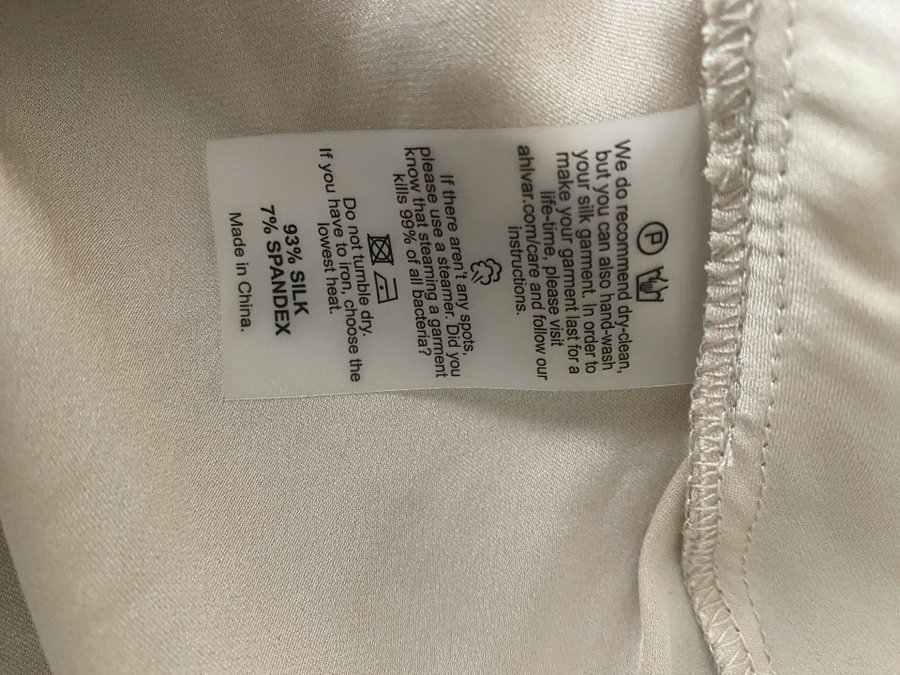 P
We do recommend dry-clean,
but you can also hand-wash
your silk garment. In order to
make your garment last for a
life-time, please visit
ahlvar.com/care and follow our
instructions.
If there aren't any spots,
please use a steamer. Did you
know that steaming a garment
kills 99% of all bacteria?
Do not tumble dry.
If you have to iron, choose the
lowest heat.
93% SILK
7% SPANDEX
Made in China.